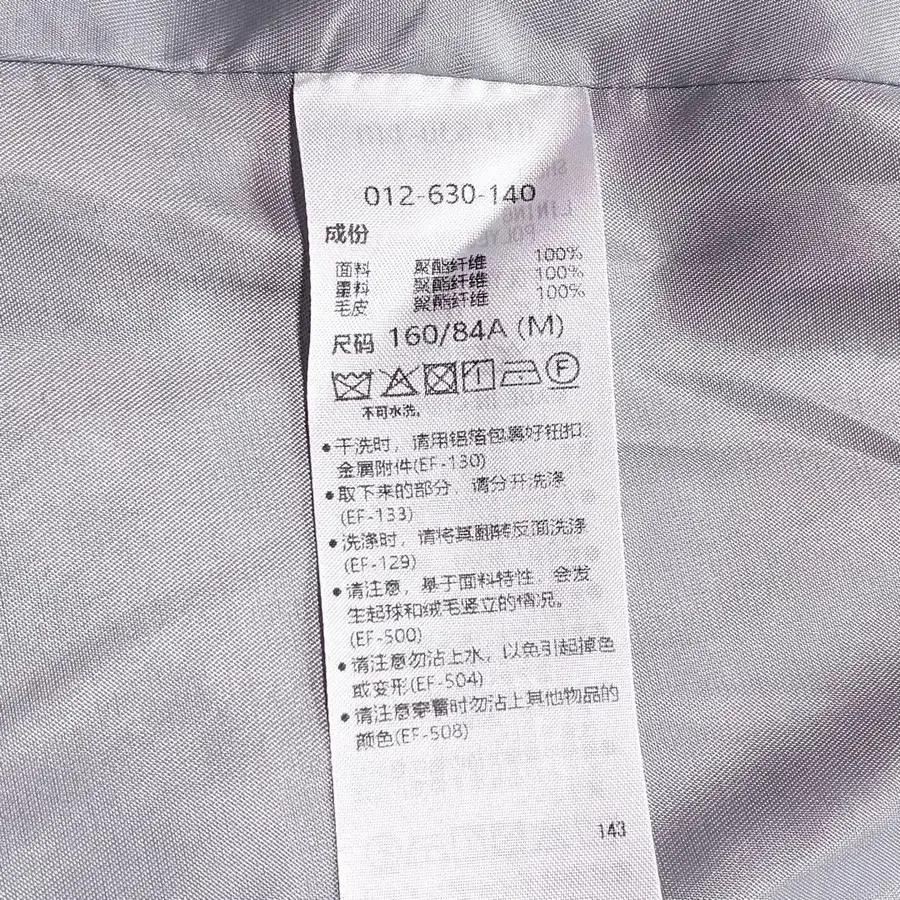 012-630-140
成份
面料 聚酯纤维 100%
里料 聚酯纤维 100%
毛皮 聚酯纤维 100%
尺码 160/84A (M)
F
不可水洗。
●干洗时，请用铝箔包裹好钮扣、
金属附件(EF-130)
●取下来的部分，请分开洗涤
(EF-133)
●洗涤时，请将其翻转反面洗涤
(EF-129)
●请注意，基于面料特性，会发
生起球和绒毛竖立的情况。
(EF-500)
●请注意勿沾上水，以免引起掉色
或变形(EF-504)
●请注意穿着时勿沾上其他物品的
颜色(EF-508)
143